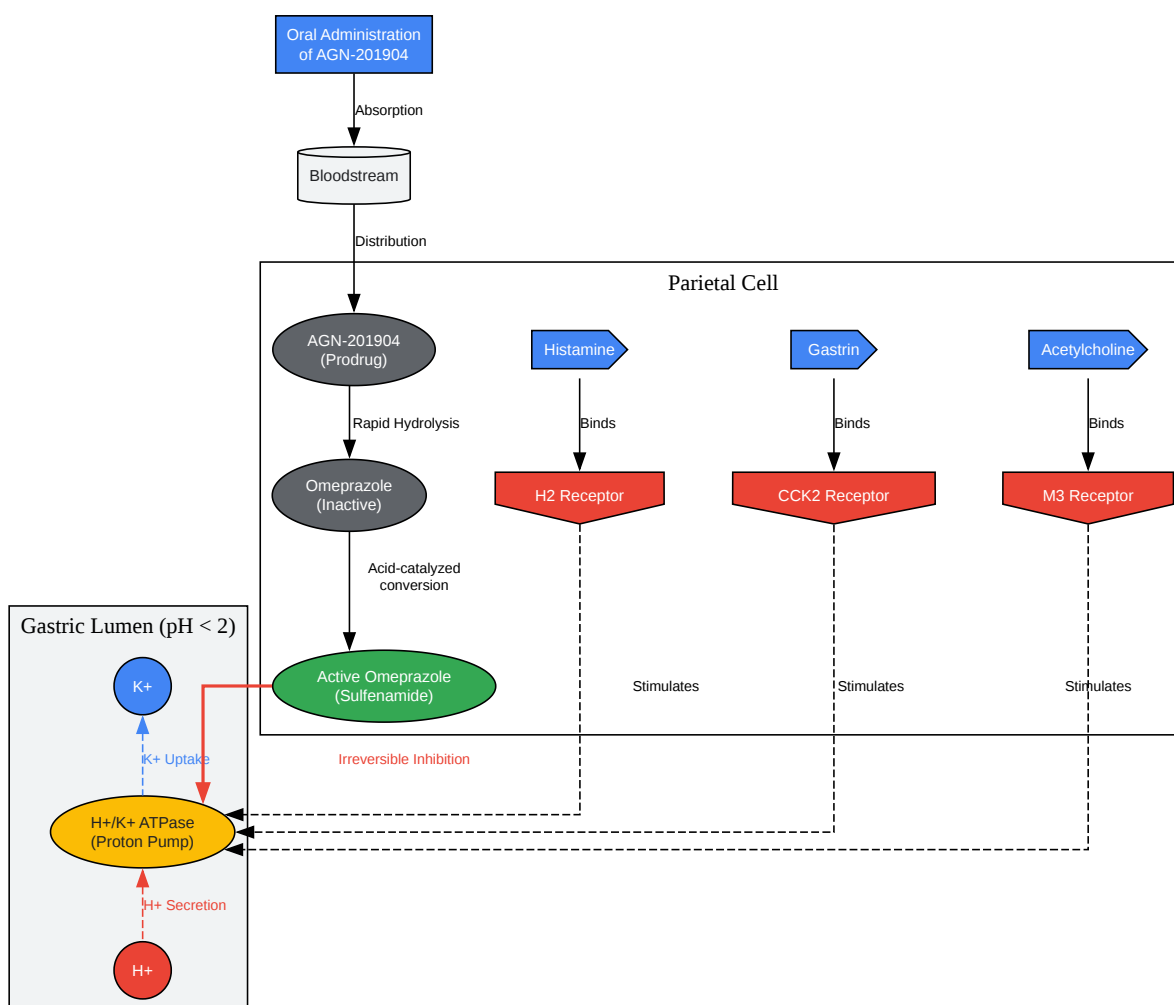 Oral Administration
of AGN-201904
Absorption
Bloodstream
Distribution
Parietal Cell
AGN-201904
(Prodrug)
Histamine
Gastrin
Acetylcholine
Rapid Hydrolysis
Binds
Binds
Binds
Omeprazole
(Inactive)
H2 Receptor
CCK2 Receptor
M3 Receptor
Acid-catalyzed
conversion
Gastric Lumen (pH < 2)
K+
Active Omeprazole
(Sulfenamide)
Stimulates
Stimulates
Stimulates
K+ Uptake
Irreversible Inhibition
H+/K+ ATPase
(Proton Pump)
H+ Secretion
H+